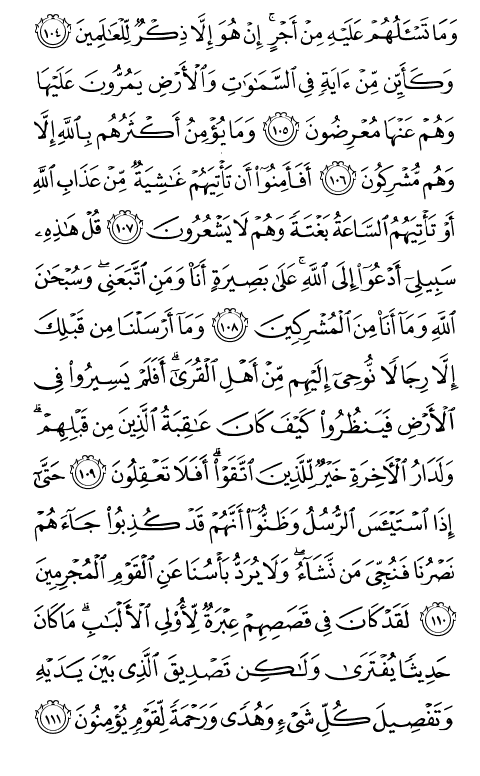 وَمَا تَسْـَٔلُهُمْ عَلَيْهِ مِنْ أَجْرٍ ۚ إِنْ هُوَ إِلَّا ذِكْرٌ لِّلْعَـٰلَمِينَ ١٠٤
وَكَأَيِّن مِّنْ ءَايَةٍ فِى ٱلسَّمَـٰوَٰتِ وَٱلْأَرْضِ يَمُرُّونَ عَلَيْهَا
وَهُمْ عَنْهَا مُعْرِضُونَ ١٠٥ وَمَا يُؤْمِنُ أَكْثَرُهُم بِٱللَّهِ إِلَّا
وَهُم مُّشْرِكُونَ ١٠٦ أَفَأَمِنُوٓا۟ أَن تَأْتِيَهُمْ غَـٰشِيَةٌ مِّنْ عَذَابِ ٱللَّهِ
أَوْ تَأْتِيَهُمُ ٱلسَّاعَةُ بَغْتَةً وَهُمْ لَا يَشْعُرُونَ ١٠٧ قُلْ هَـٰذِهِۦ
سَبِيلِىٓ أَدْعُوٓا۟ إِلَى ٱللَّهِ ۚ عَلَىٰ بَصِيرَةٍ أَنَا۠ وَمَنِ ٱتَّبَعَنِى ۖ وَسُبْحَـٰنَ
ٱللَّهِ وَمَآ أَنَا۠ مِنَ ٱلْمُشْرِكِينَ ١٠٨ وَمَآ أَرْسَلْنَا مِن قَبْلِكَ
إِلَّا رِجَالًا نُّوحِىٓ إِلَيْهِم مِّنْ أَهْلِ ٱلْقُرَىٰٓ ۗ أَفَلَمْ يَسِيرُوا۟ فِى
ٱلْأَرْضِ فَيَنظُرُوا۟ كَيْفَ كَانَ عَـٰقِبَةُ ٱلَّذِينَ مِن قَبْلِهِمْ ۗ
وَلَدَارُ ٱلْـَٔاخِرَةِ خَيْرٌ لِّلَّذِينَ ٱتَّقَوْا۟ ۗ أَفَلَا تَعْقِلُونَ ١٠٩ حَتَّىٰٓ
إِذَا ٱسْتَيْـَٔسَ ٱلرُّسُلُ وَظَنُّوٓا۟ أَنَّهُمْ قَدْ كُذِبُوا۟ جَآءَهُمْ
نَصْرُنَا فَنُجِّىَ مَن نَّشَآءُ ۖ وَلَا يُرَدُّ بَأْسُنَا عَنِ ٱلْقَوْمِ ٱلْمُجْرِمِينَ
١١٠ لَقَدْ كَانَ فِى قَصَصِهِمْ عِبْرَةٌ لِّأُو۟لِى ٱلْأَلْبَـٰبِ ۗ مَا كَانَ
حَدِيثًا يُفْتَرَىٰ وَلَـٰكِن تَصْدِيقَ ٱلَّذِى بَيْنَ يَدَيْهِ
وَتَفْصِيلَ كُلِّ شَىْءٍ وَهُدًى وَرَحْمَةً لِّقَوْمٍ يُؤْمِنُونَ ١١١